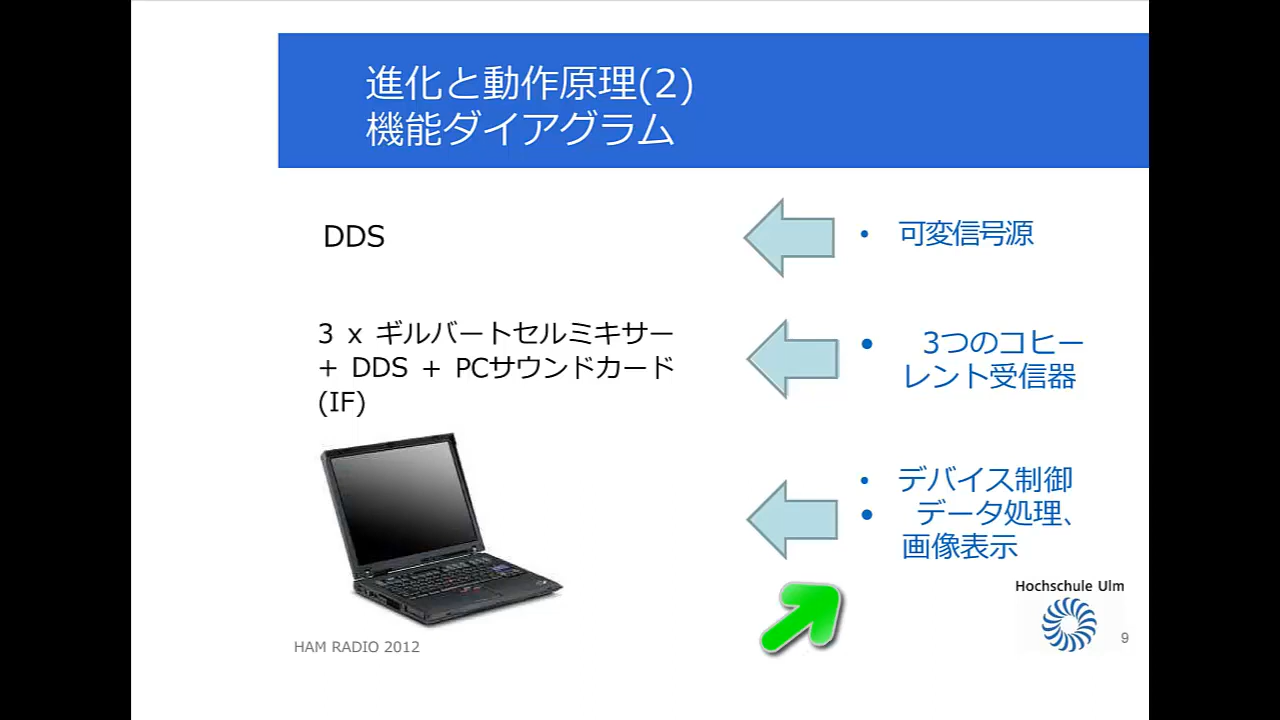 進化と動作原理(2)
機能ダイアグラム
DDS
• 可変信号源
3 x ギルバートセルミキサー
+ DDS + PCサウンドカード
(IF)
• 3つのコヒー
レント受信器
• デバイス制御
• データ処理、
画像表示
Hochschule Ulm
HAM RADIO 2012
9